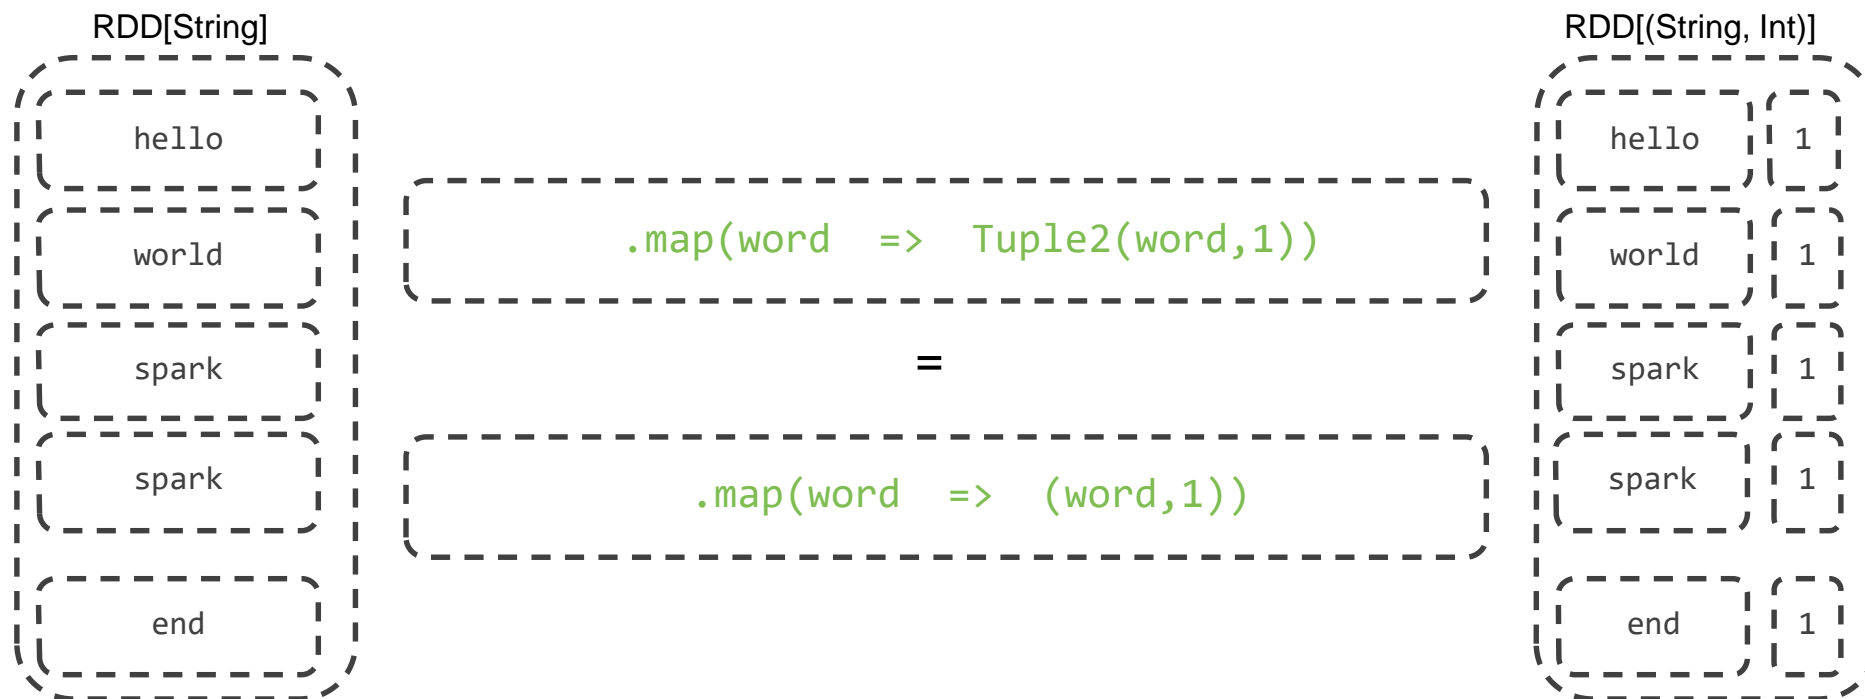 RDD[String]
hello
world
spark
spark
end
.map(word  =>  Tuple2(word,1))
=
.map(word  =>  (word,1))
RDD[(String, Int)]
hello 1
world 1
spark 1
spark 1
end 1